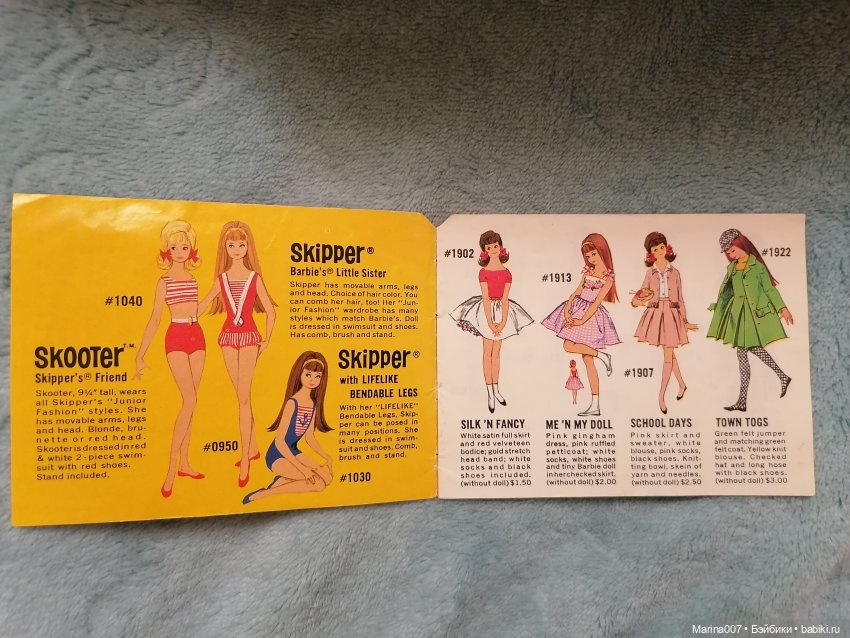 #1040
SKOOTER™
Skipper's® Friend
Skooter, 9¼" tall, wears
all Skipper's "Junior
Fashion" styles. She
has movable arms, legs
and head. Blonde, bru-
nette or red head.
Skooter is dressed in red
& white 2-piece swim-
suit with red shoes.
Stand included.
#0950
Skipper®
Barbie's® Little Sister
Skipper has movable arms, legs
and head. Choice of hair color. You
can comb her hair, too! Her "Jun-
ior Fashion" wardrobe has many
styles which match Barbie's. Doll
is dressed in swimsuit and shoes.
Has comb, brush and stand.
Skipper®
with LIFELIKE
BENDABLE LEGS
With her "LIFELIKE"
Bendable Legs, Skip-
per can be posed in
many positions. She
is dressed in swim-
suit and shoes. Comb,
brush and stand.
#1030
#1902
SILK 'N FANCY
White satin full skirt
and red velveteen
bodice; gold stretch
head band; white
socks and black
shoes included.
(without doll) $1.50
#1913
ME 'N MY DOLL
Pink gingham
dress, pink ruffled
petticoat; white
socks, white shoes
and tiny Barbie doll
in her checked skirt.
(without doll) $2.00
#1907
SCHOOL DAYS
Pink skirt and
sweater, white
blouse, pink socks,
black shoes. Knit-
ting bowl, skein of
yarn and needles.
(without doll) $2.50
#1922
TOWN TOGS
Green felt jumper
and matching green
felt coat. Yellow knit
blouse. Checked
hat and long hose
with black shoes.
(without doll) $3.00
Marina007 • Бэйбики • babiki.ru